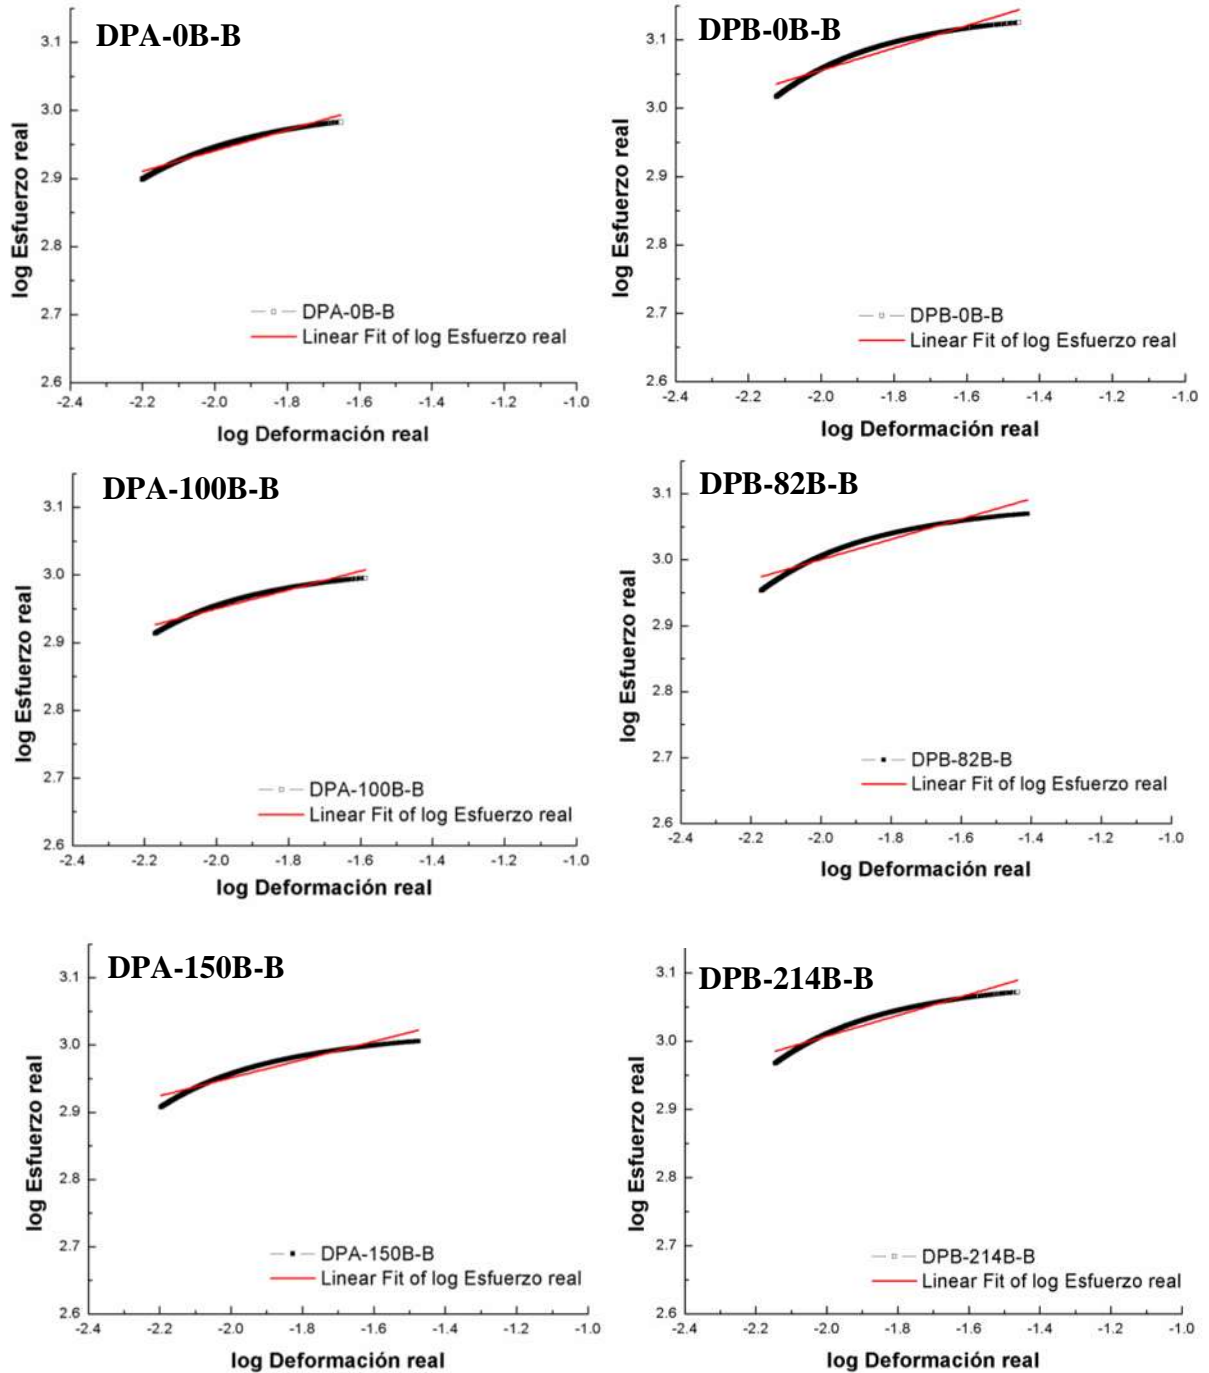 DPA-0B-B
3.1
3.0
2.9
2.8
2.7
2.6
log Esfuerzo real
DPA-0B-B
Linear Fit of log Esfuerzo real
-2.4 -2.2 -2.0 -1.8 -1.6 -1.4 -1.2 -1.0
log Deformación real
DPB-0B-B
3.1
3.0
2.9
2.8
2.7
2.6
log Esfuerzo real
DPB-0B-B
Linear Fit of log Esfuerzo real
-2.4 -2.2 -2.0 -1.8 -1.6 -1.4 -1.2 -1.0
log Deformación real
DPA-100B-B
3.1
3.0
2.9
2.8
2.7
2.6
log Esfuerzo real
DPA-100B-B
Linear Fit of log Esfuerzo real
-2.4 -2.2 -2.0 -1.8 -1.6 -1.4 -1.2 -1.0
log Deformación real
DPB-82B-B
3.1
3.0
2.9
2.8
2.7
2.6
log Esfuerzo real
DPB-82B-B
Linear Fit of log Esfuerzo real
-2.4 -2.2 -2.0 -1.8 -1.6 -1.4 -1.2 -1.0
log Deformación real
DPA-150B-B
3.1
3.0
2.9
2.8
2.7
2.6
log Esfuerzo real
DPA-150B-B
Linear Fit of log Esfuerzo real
-2.4 -2.2 -2.0 -1.8 -1.6 -1.4 -1.2 -1.0
log Deformación real
DPB-214B-B
3.1
3.0
2.9
2.8
2.7
2.6
log Esfuerzo real
DPB-214B-B
Linear Fit of log Esfuerzo real
-2.4 -2.2 -2.0 -1.8 -1.6 -1.4 -1.2 -1.0
log Deformación real